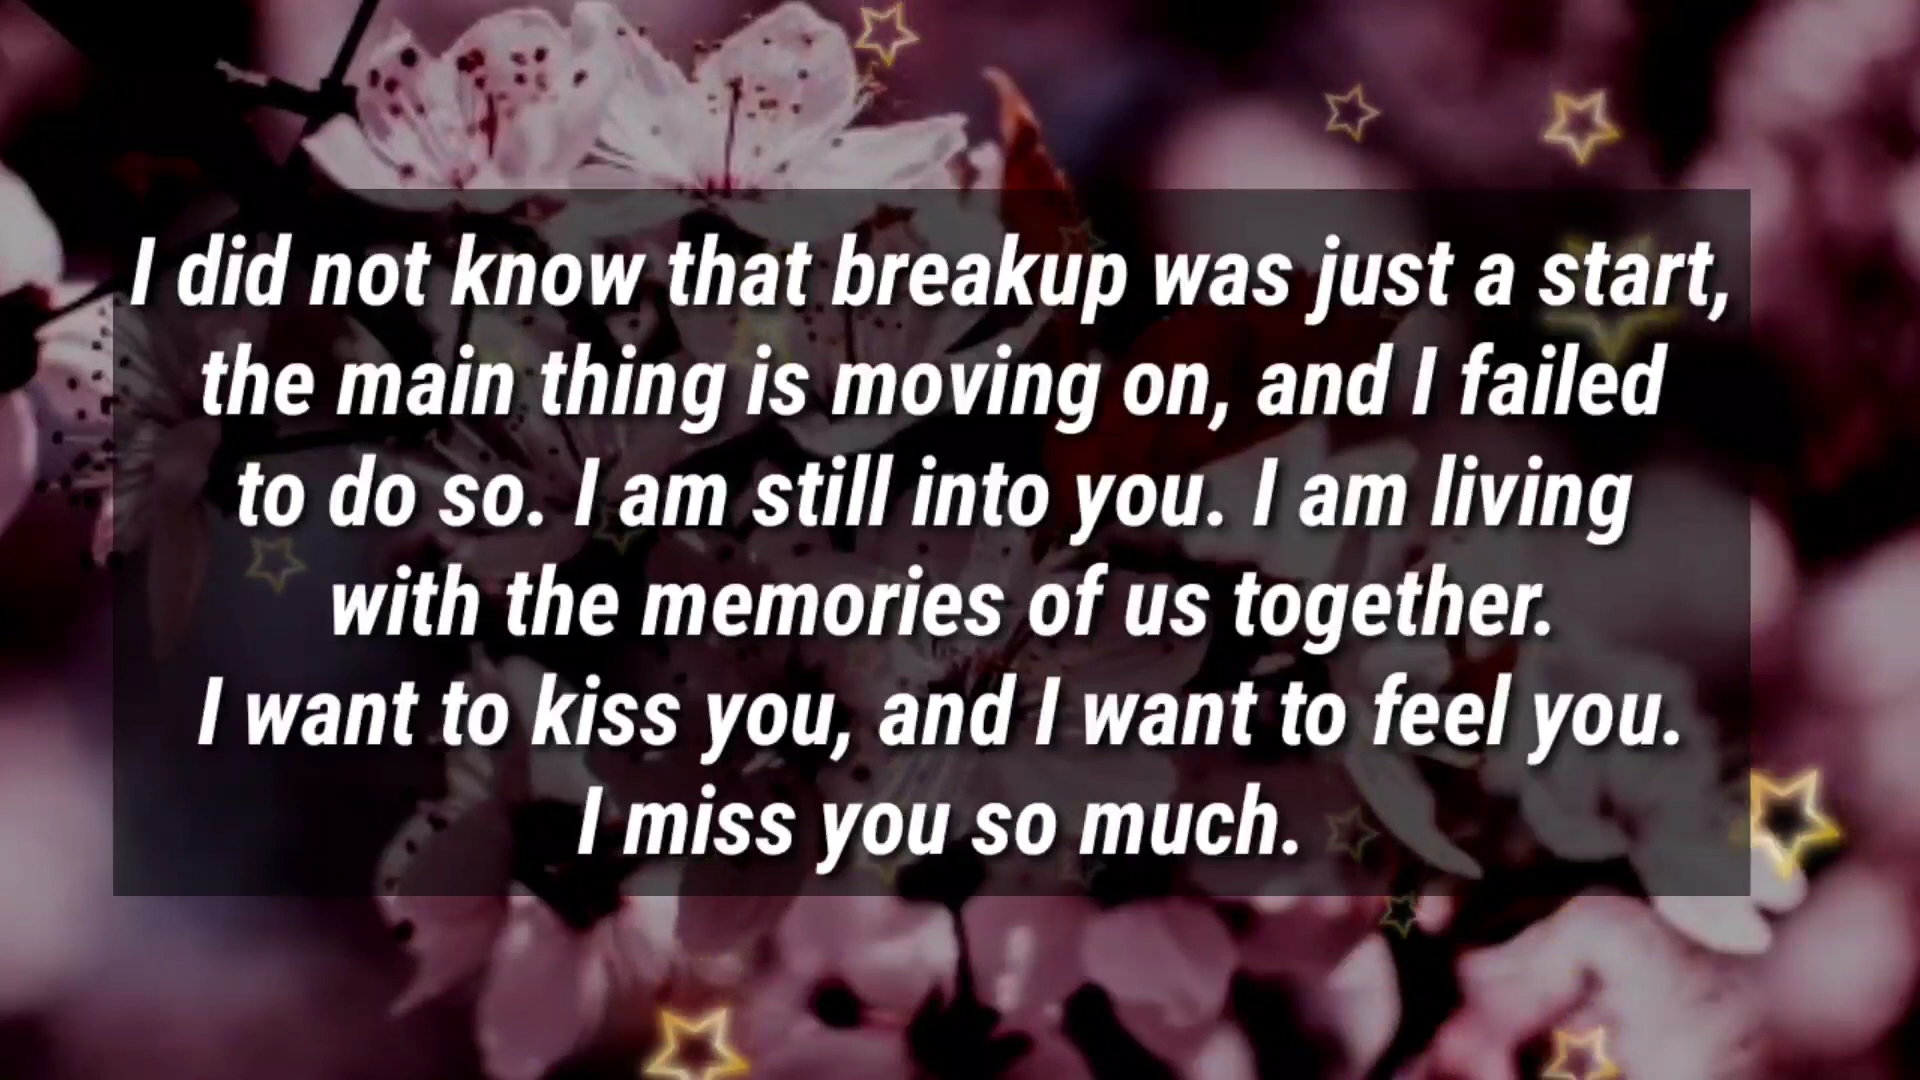 I did not know that breakup was just a start,
the main thing is moving on, and I failed
to do so. I am still into you. I am living
with the memories of us together.
I want to kiss you, and I want to feel you.
I miss you so much.